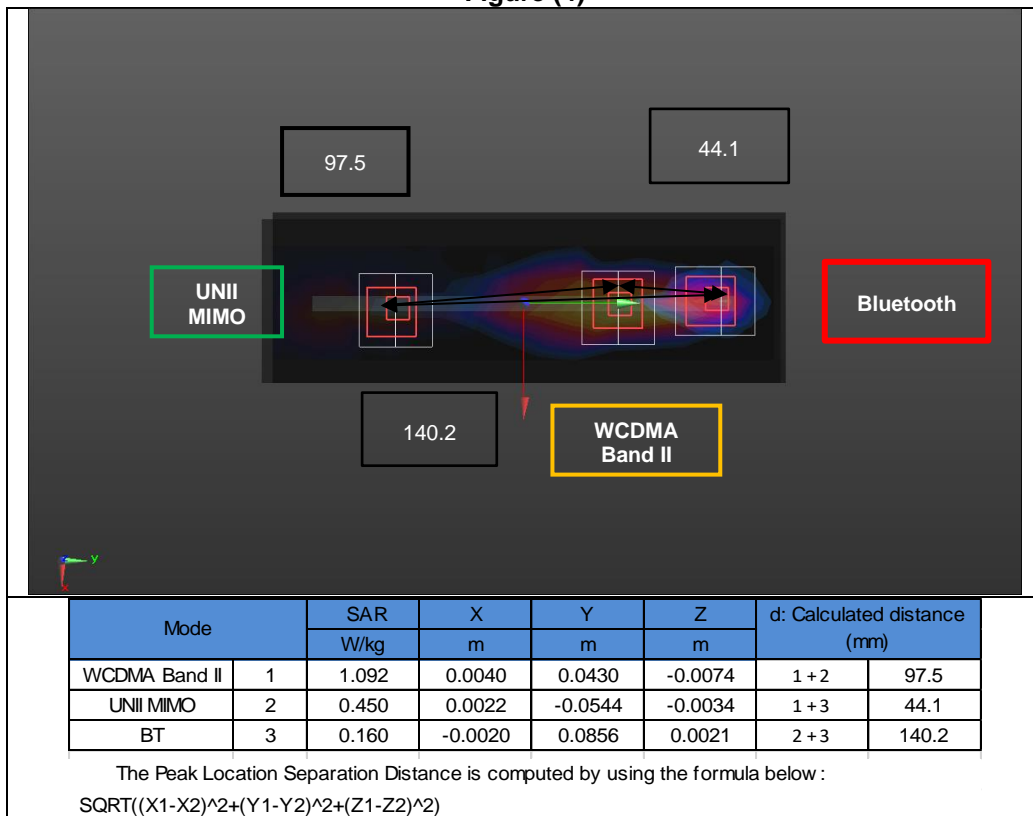 97.5
44.1
UNII
MIMO
Bluetooth
140.2
WCDMA
Band II
Y
X
Mode SAR X Y Z d: Calculated distance
W/kg m m m (mm)
WCDMA Band II 1 1.092 0.0040 0.0430 -0.0074 1 + 2 97.5
UNII MIMO 2 0.450 0.0022 -0.0544 -0.0034 1 + 3 44.1
BT 3 0.160 -0.0020 0.0856 0.0021 2 + 3 140.2
The Peak Location Separation Distance is computed by using the formula below :
SQRT((X1-X2)^2+(Y1-Y2)^2+(Z1-Z2)^2)